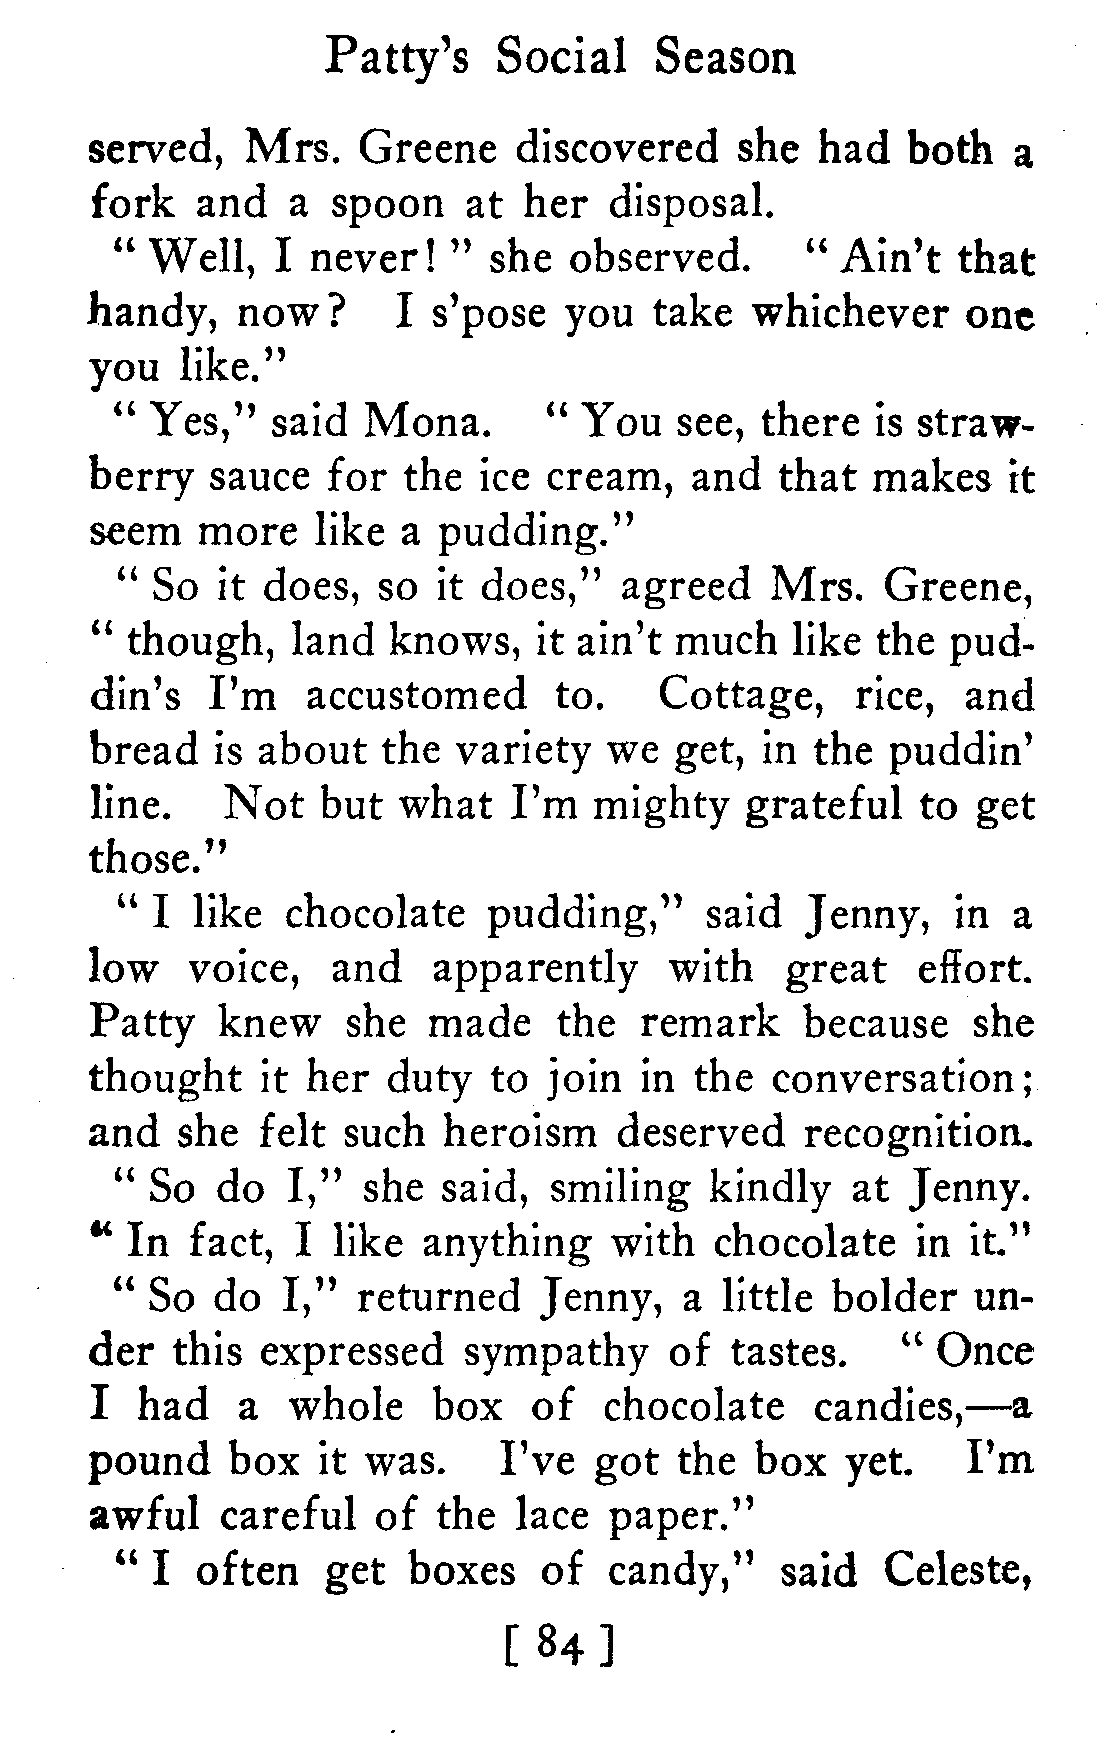 Patty's Social Season
served, Mrs. Greene discovered she had both a
fork and a spoon at her disposal.
" Well, I never! " she observed. " Ain't that
handy, now? I s'pose you take whichever one
you like."
" Yes," said Mona. " You see, there is straw-
berry sauce for the ice cream, and that makes it
seem more like a pudding."
" So it does, so it does," agreed Mrs. Greene,
" though, land knows, it ain't much like the pud-
din's I'm accustomed to. Cottage, rice, and
bread is about the variety we get, in the puddin'
line. Not but what I'm mighty grateful to get
those."
" I like chocolate pudding," said Jenny, in a
low voice, and apparently with great effort.
Patty knew she made the remark because she
thought it her duty to join in the conversation;
and she felt such heroism deserved recognition.
" So do I," she said, smiling kindly at Jenny.
" In fact, I like anything with chocolate in it."
" So do I," returned Jenny, a little bolder un-
der this expressed sympathy of tastes. " Once
I had a whole box of chocolate candies,—a
pound box it was. I've got the box yet. I'm
awful careful of the lace paper."
" I often get boxes of candy," said Celeste,
[ 84 ]